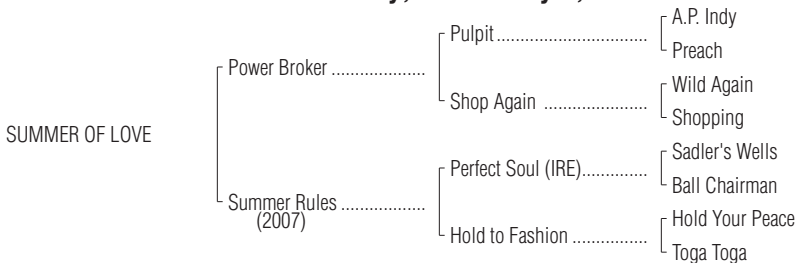 A.P. Indy
Pulpit
Preach
Power Broker
Wild Again
Shop Again
Shopping
SUMMER OF LOVE
Sadler's Wells
Perfect Soul (IRE)
Ball Chairman
Summer Rules
(2007)
Hold Your Peace
Hold to Fashion
Toga Toga